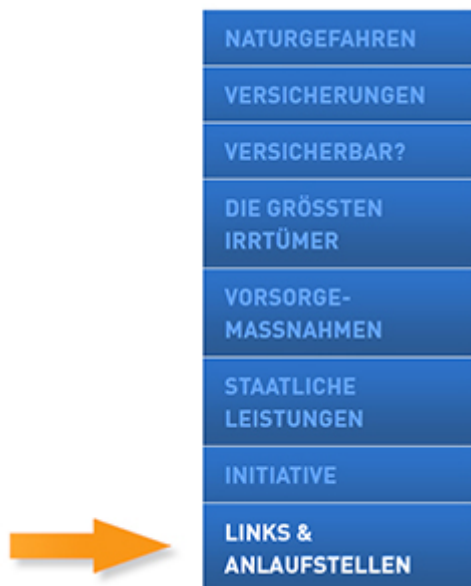 NATURGEFAHREN
VERSICHERUNGEN
VERSICHERBAR?
DIE GRÖSSTEN
IRRTÜMER
VORSORGE-
MASSNAHMEN
STAATLICHE
LEISTUNGEN
INITIATIVE
LINKS &
ANLAUFSTELLEN